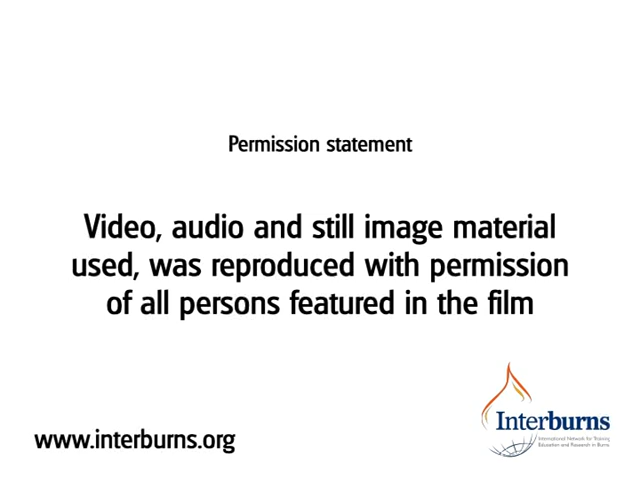 Permission statement
Video, audio and still image material
used, was reproduced with permission
of all persons featured in the film
Interburns
International Network for Training
Education and Research in Burns
www.interburns.org